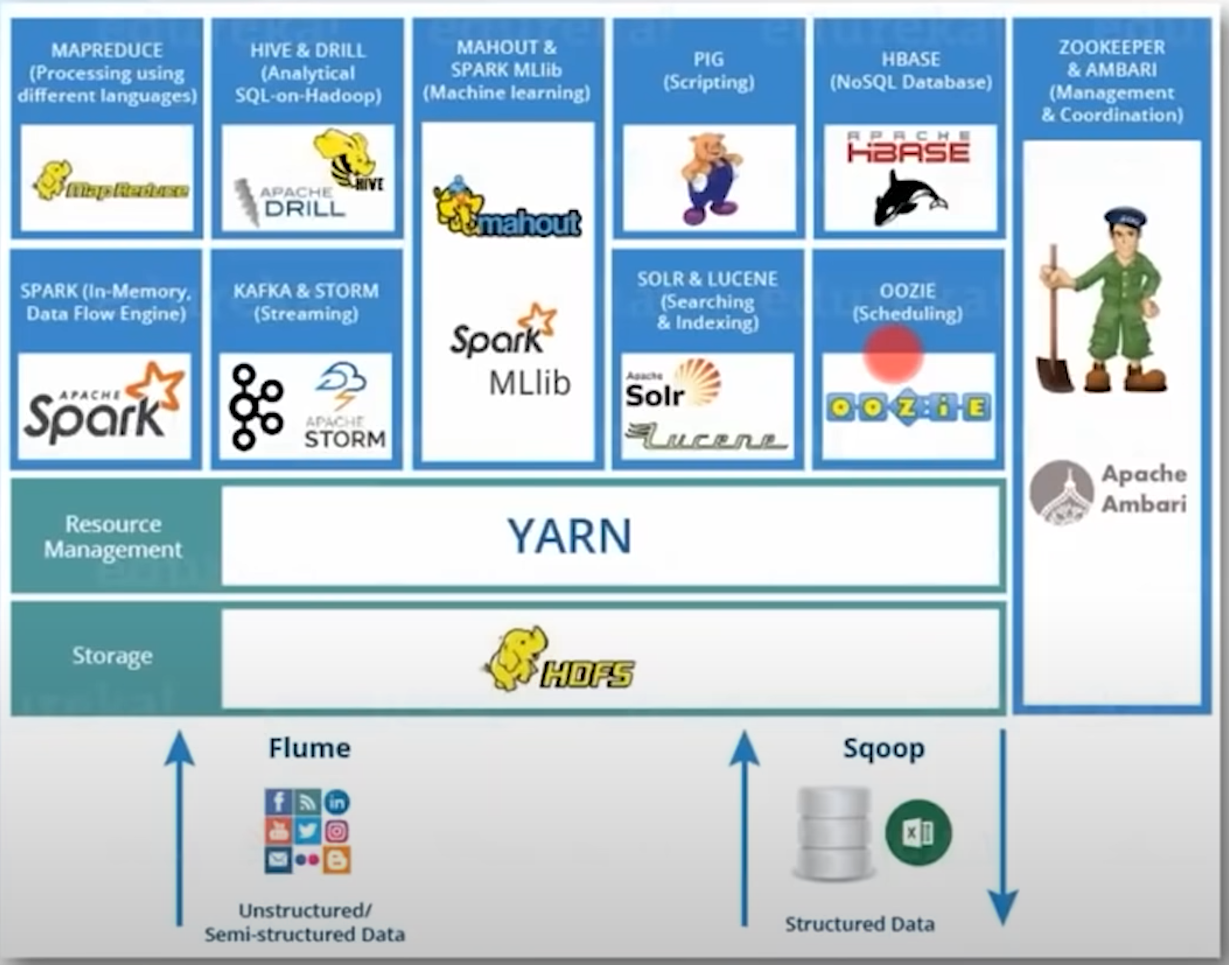 MAPREDUCE
(Processing using
different languages)
Map Reduce
HIVE & DRILL
(Analytical
SQL-on-Hadoop)
HIVE
APACHE
DRILL
MAHOUT &
SPARK MLlib
(Machine learning)
mahout
Spark
MLlib
PIG
(Scripting)
HBASE
(NoSQL Database)
APACHE
HBASE
ZOOKEEPER
& AMBARI
(Management
& Coordination)
Apache
Ambari
SPARK (In-Memory,
Data Flow Engine)
APACHE
Spark
KAFKA & STORM
(Streaming)
APACHE
STORM
SOLR & LUCENE
(Searching
& Indexing)
Apache
Solr
Lucene
OOZIE
(Scheduling)
OOZiE
Resource
Management
YARN
Storage
HDFS
Flume
Unstructured/
Semi-structured Data
Sqoop
Structured Data